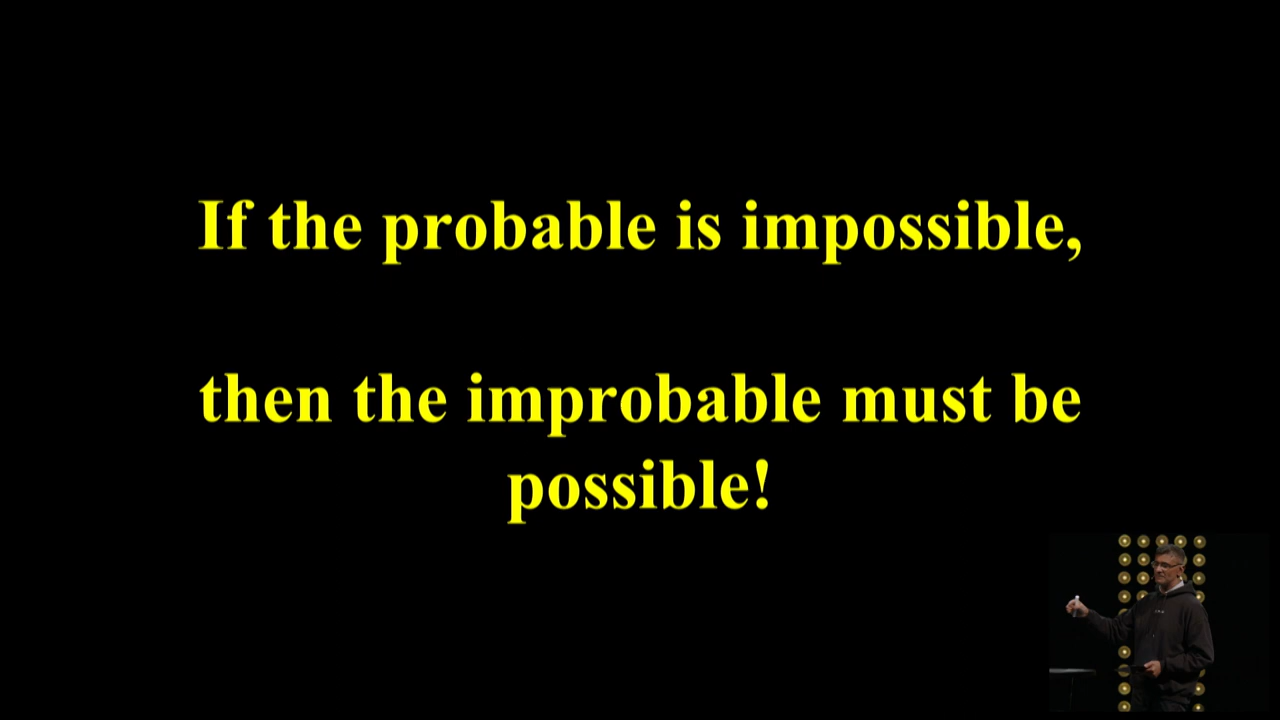 If the probable is impossible,
then the improbable must be
possible!